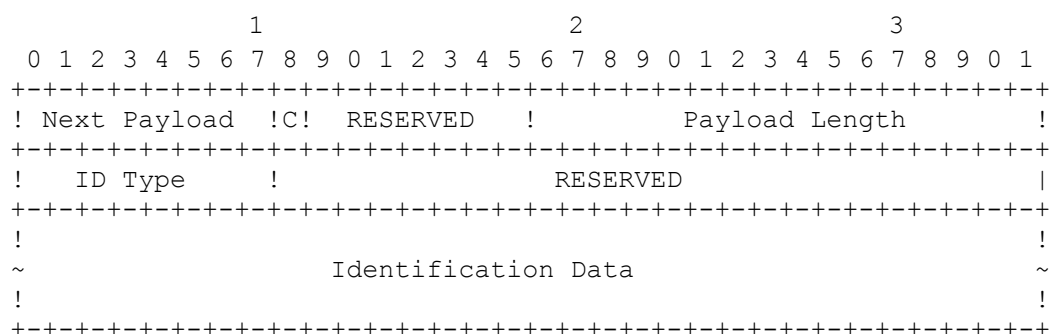 1                   2                   3
 0 1 2 3 4 5 6 7 8 9 0 1 2 3 4 5 6 7 8 9 0 1 2 3 4 5 6 7 8 9 0 1
+-+-+-+-+-+-+-+-+-+-+-+-+-+-+-+-+-+-+-+-+-+-+-+-+-+-+-+-+-+-+-+-+
! Next Payload  !C!  RESERVED   !         Payload Length        !
+-+-+-+-+-+-+-+-+-+-+-+-+-+-+-+-+-+-+-+-+-+-+-+-+-+-+-+-+-+-+-+-+
!   ID Type     !                 RESERVED                      |
+-+-+-+-+-+-+-+-+-+-+-+-+-+-+-+-+-+-+-+-+-+-+-+-+-+-+-+-+-+-+-+-+
!                                                               !
~                   Identification Data                         ~
!                                                               !
+-+-+-+-+-+-+-+-+-+-+-+-+-+-+-+-+-+-+-+-+-+-+-+-+-+-+-+-+-+-+-+-+